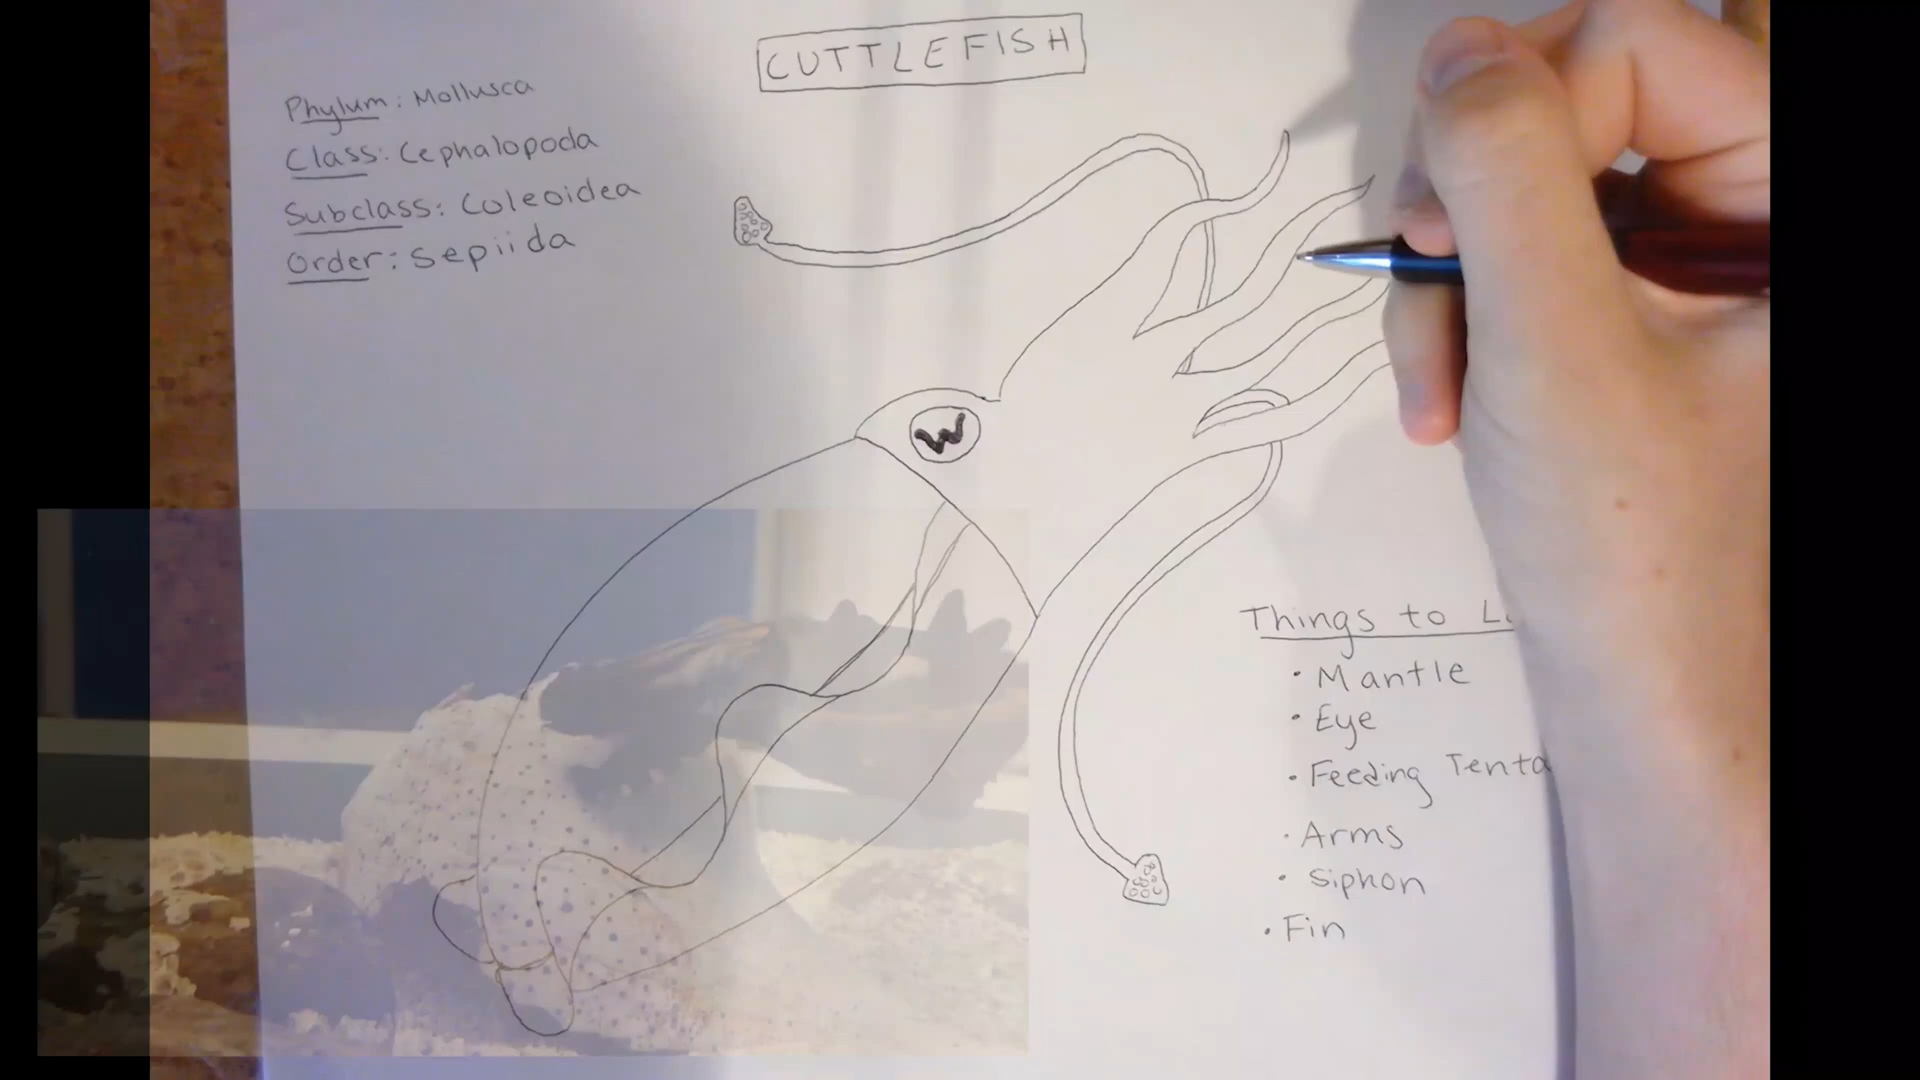 CUTTLEFISH
Phylum: Mollusca
Class: Cephalopoda
Subclass: Coleoidea
Order: Sepiida
Things to
• Mantle
• Eye
• Feeding
• Arms
• Siphon
• Fin